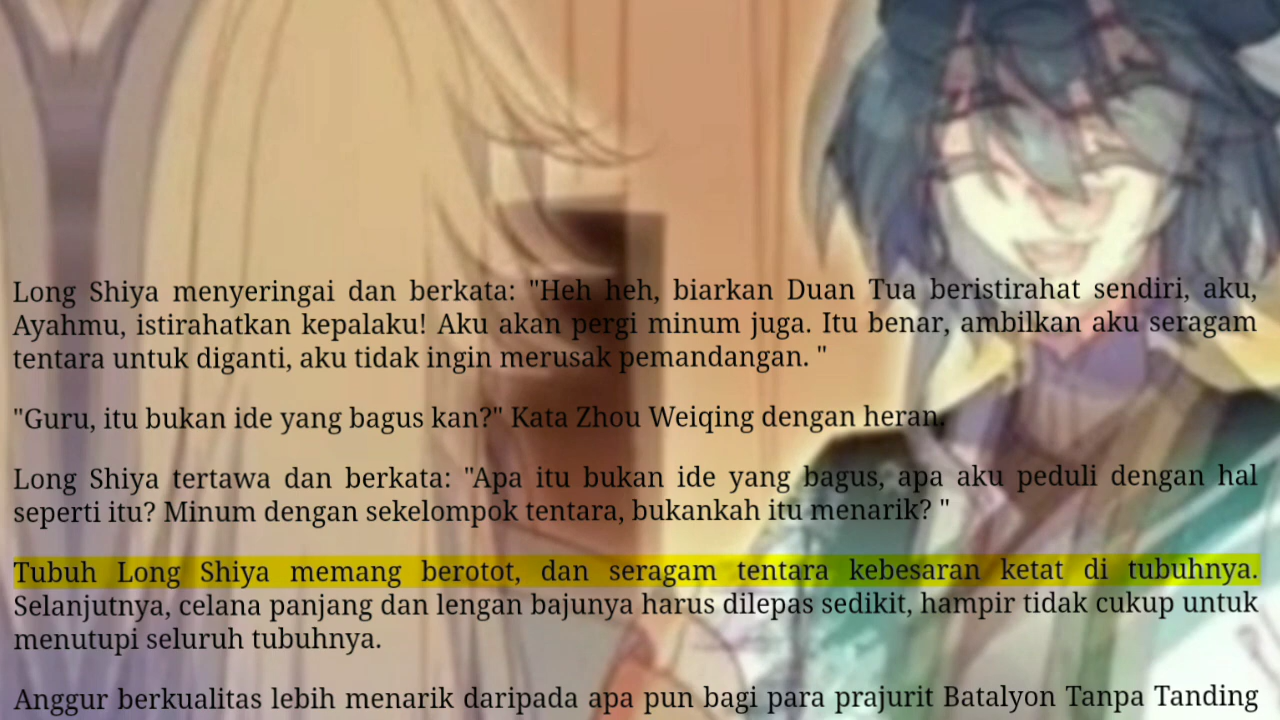 Long Shiya menyeringai dan berkata: "Heh heh, biarkan Duan Tua beristirahat sendiri, aku,
Ayahmu, istirahatkan kepalaku! Aku akan pergi minum juga. Itu benar, ambilkan aku seragam
tentara untuk diganti, aku tidak ingin merusak pemandangan. "
"Guru, itu bukan ide yang bagus kan?" Kata Zhou Weiqing dengan heran.
Long Shiya tertawa dan berkata: "Apa itu bukan ide yang bagus, apa aku peduli dengan hal
seperti itu? Minum dengan sekelompok tentara, bukankah itu menarik? "
Tubuh Long Shiya memang berotot, dan seragam tentara kebesaran ketat di tubuhnya.
Selanjutnya, celana panjang dan lengan bajunya harus dilepas sedikit, hampir tidak cukup untuk
menutupi seluruh tubuhnya.
Anggur berkualitas lebih menarik daripada apa pun bagi para prajurit Batalyon Tanpa Tanding